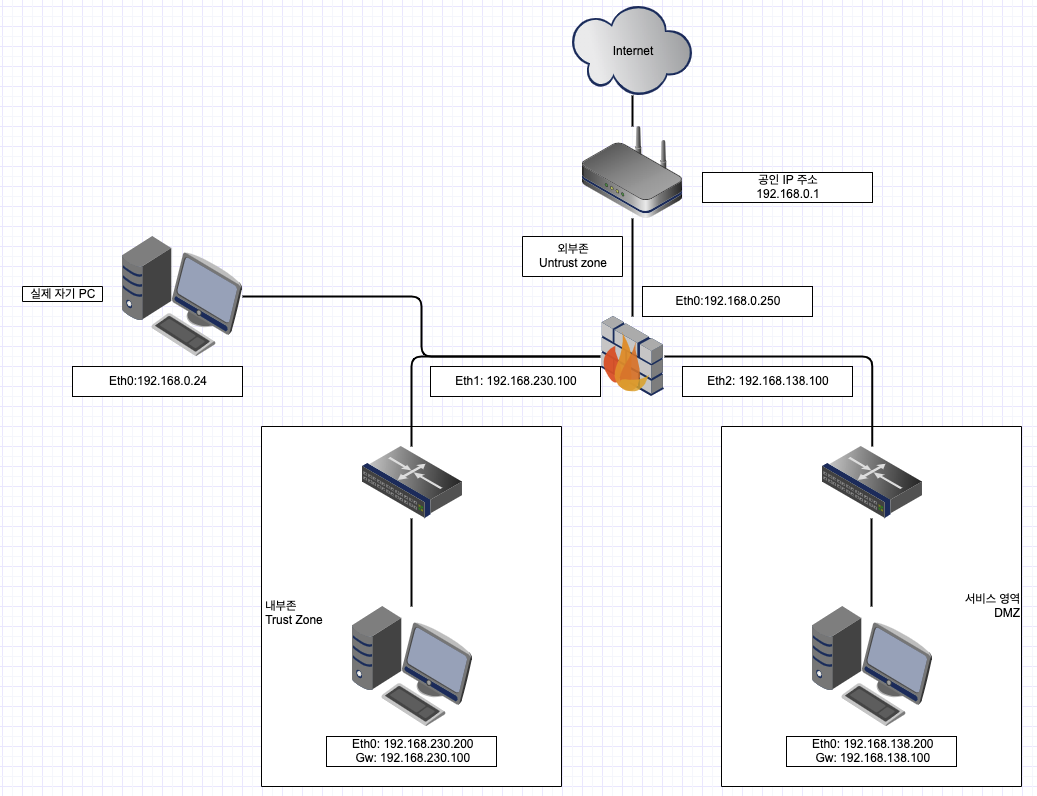 Internet
공인 IP 주소
192.168.0.1
외부존
Untrust zone
실제 자기 PC
Eth0:192.168.0.250
Eth0:192.168.0.24
Eth1: 192.168.230.100
Eth2: 192.168.138.100
내부존
Trust Zone
서비스 영역
DMZ
Eth0: 192.168.230.200
Gw: 192.168.230.100
Eth0: 192.168.138.200
Gw: 192.168.138.100